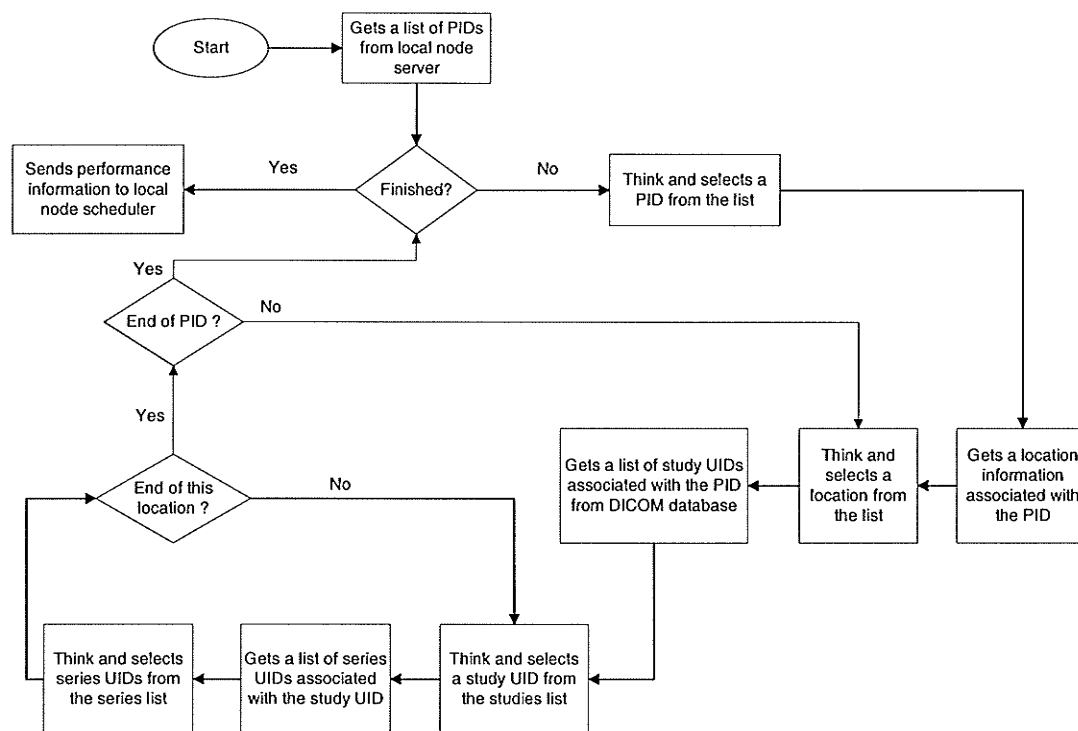 Start
Gets a list of PIDs
from local node
server
Sends performance
information to local
node scheduler
Yes
Finished?
No
Think and selects a
PID from the list
Yes
End of PID ?
No
Yes
End of this
location ?
No
Gets a list of study UIDs
associated with the PID
from DICOM database
Think and
selects a
location from
the list
Gets a location
information
associated with
the PID
Think and selects
series UIDs from
the series list
Gets a list of series
UIDs associated
with the study UID
Think and selects
a study UID from
the studies list